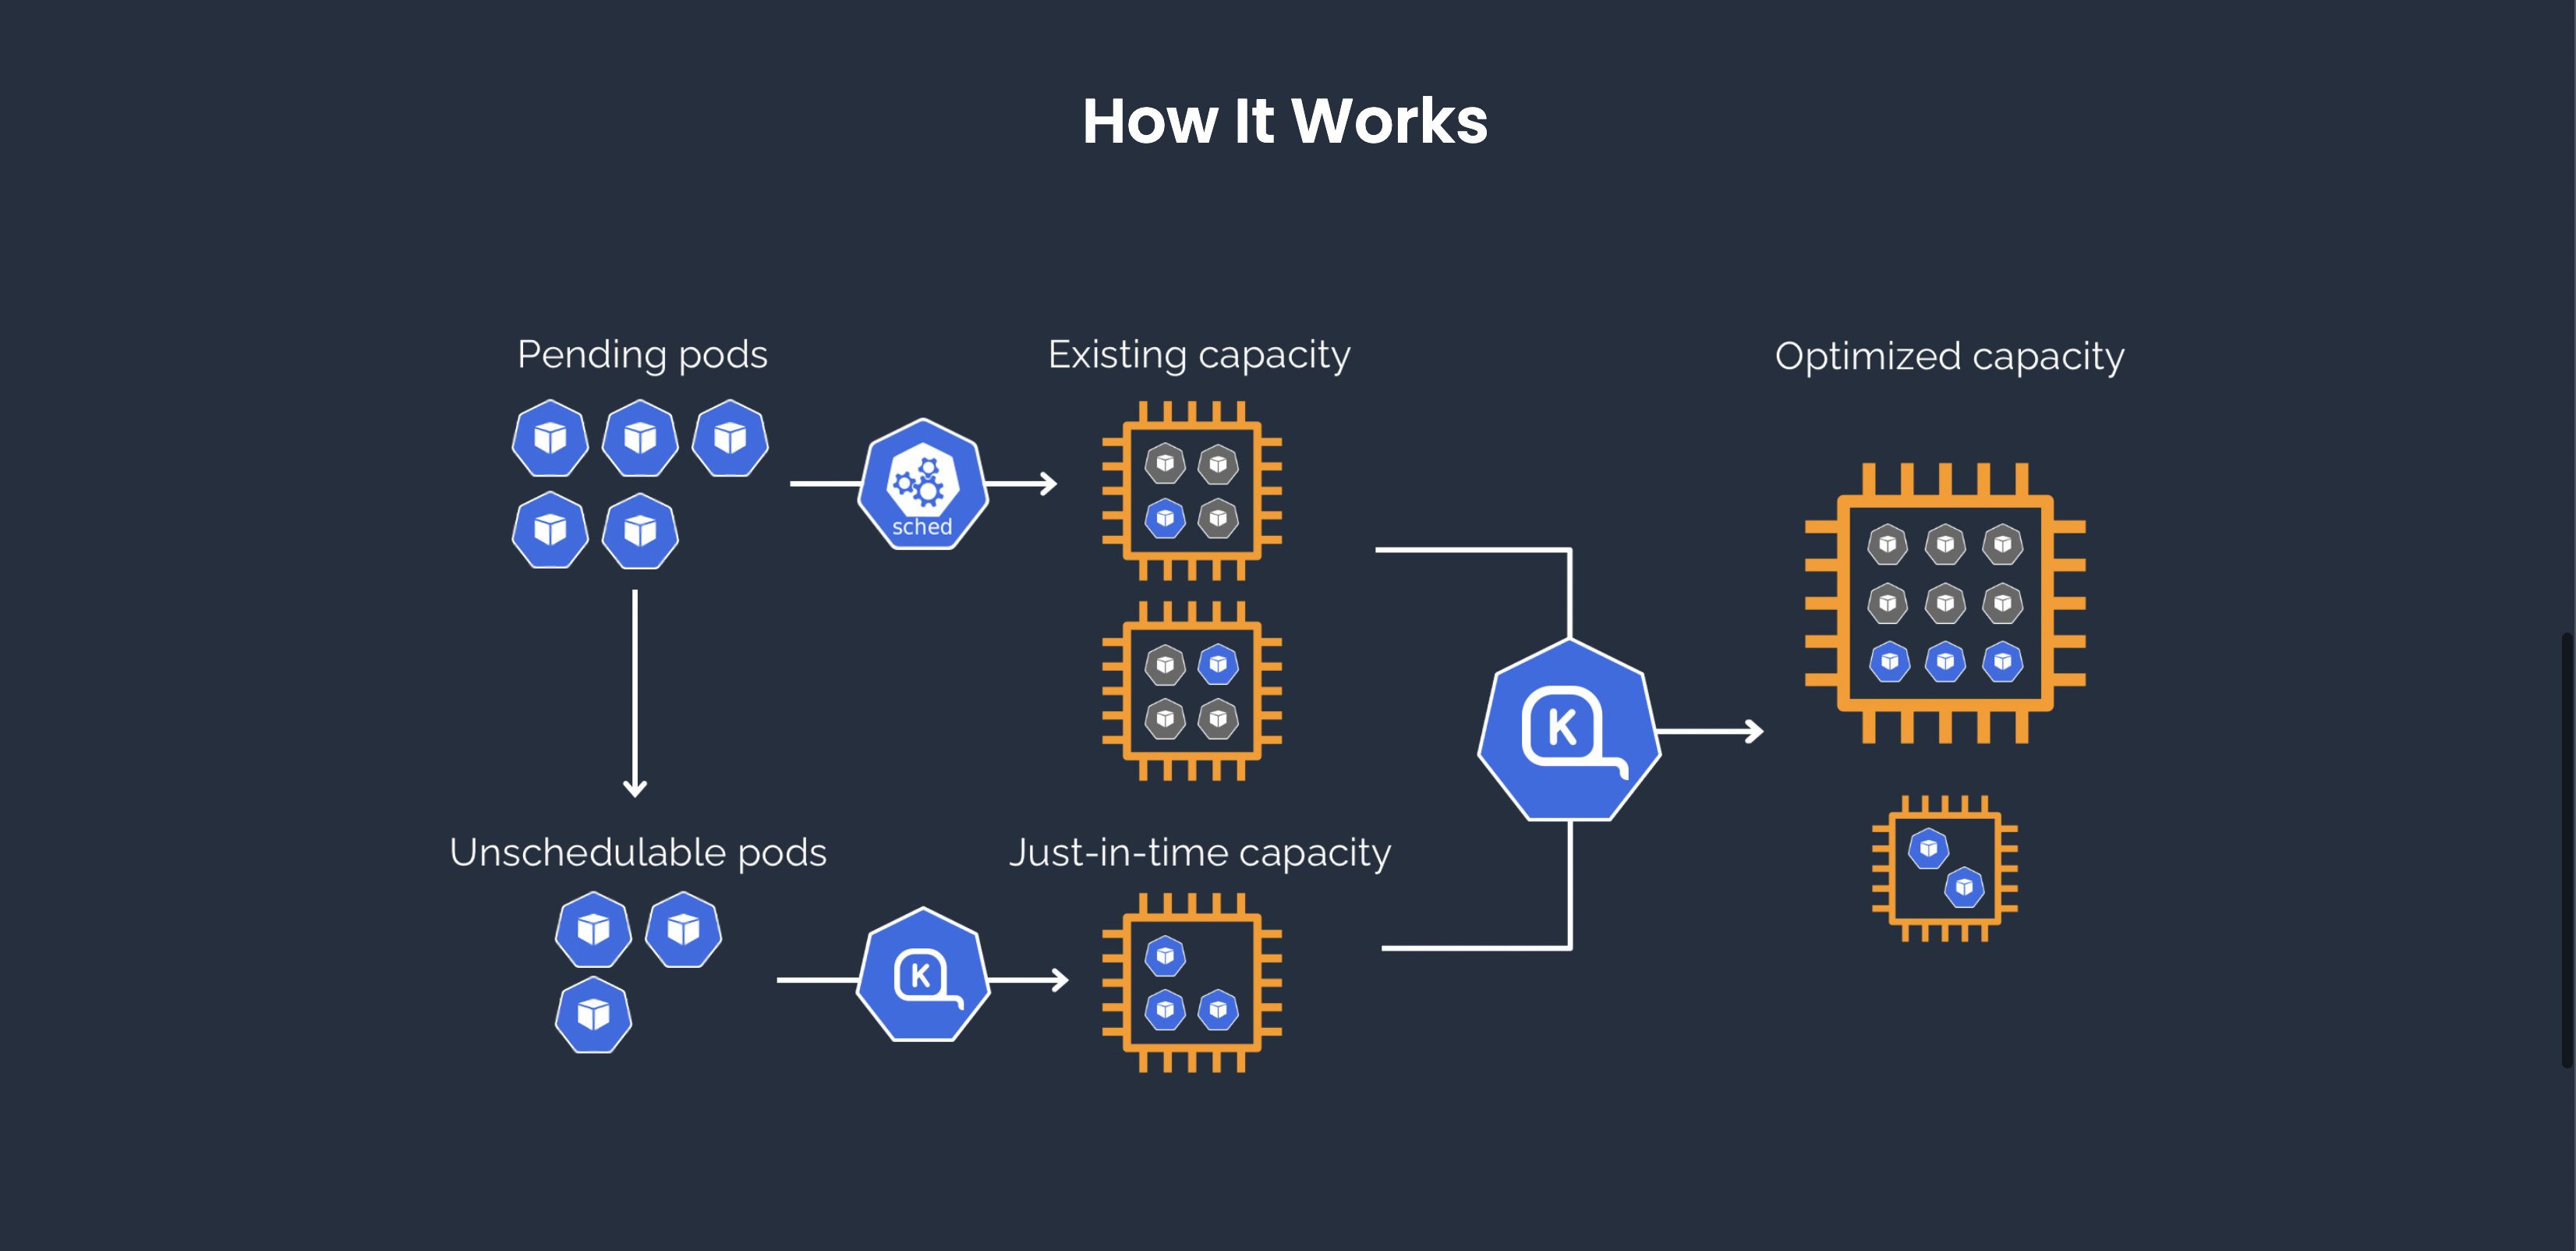 How It Works
Pending pods
Existing capacity
Optimized capacity
sched
K
Unschedulable pods
Just-in-time capacity
K